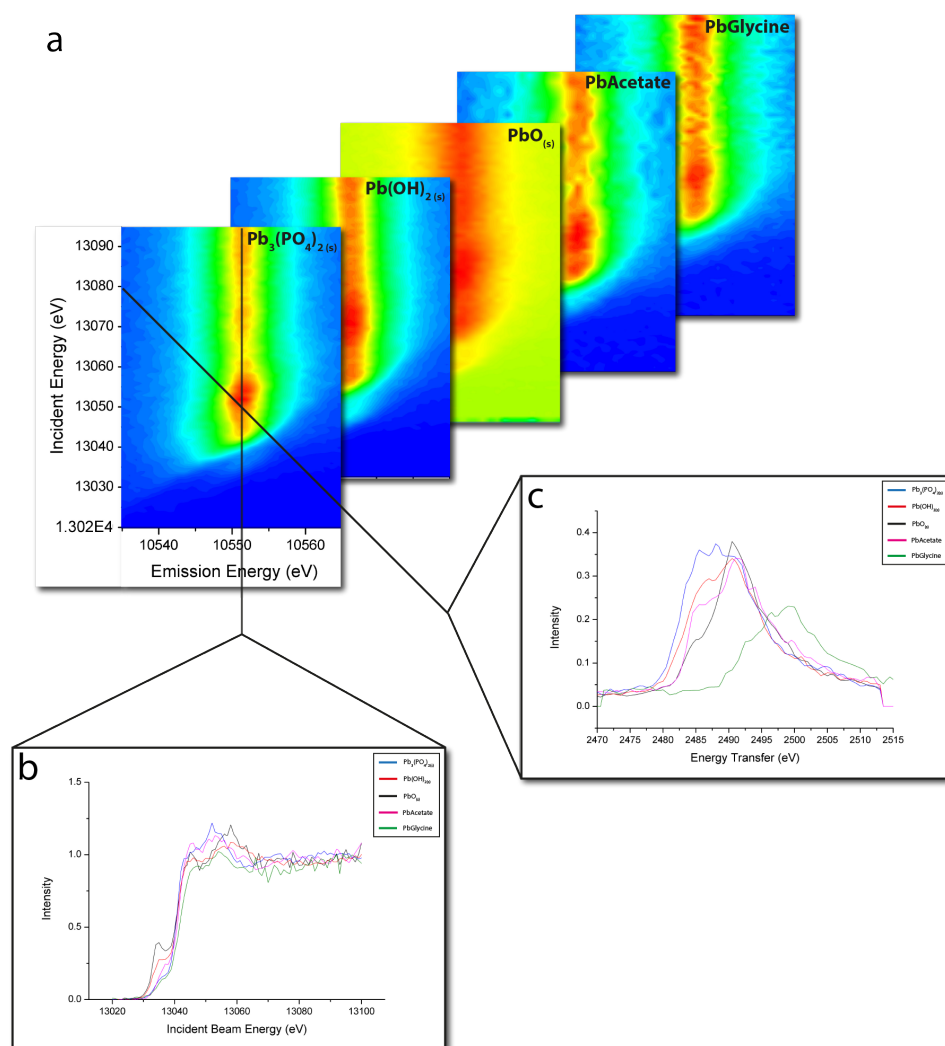 a
PbGlycine
PbAcetate
PbO(s)
Pb(OH)2 (s)
Pb3(PO4)2 (s)
Incident Energy (eV)
13090
13080
13070
13060
13050
13040
13030
1.302E4
10540 10550 10560
Emission Energy (eV)
c
Pb3(PO4)2(s)
Pb(OH)2(s)
PbO(s)
PbAcetate
PbGlycine
Intensity
0.4
0.3
0.2
0.1
0.0
2470 2475 2480 2485 2490 2495 2500 2505 2510 2515
Energy Transfer (eV)
b
Pb3(PO4)2(s)
Pb(OH)2(s)
PbO(s)
PbAcetate
PbGlycine
Intensity
1.5
1.0
0.5
0.0
13020 13040 13060 13080 13100
Incident Beam Energy (eV)